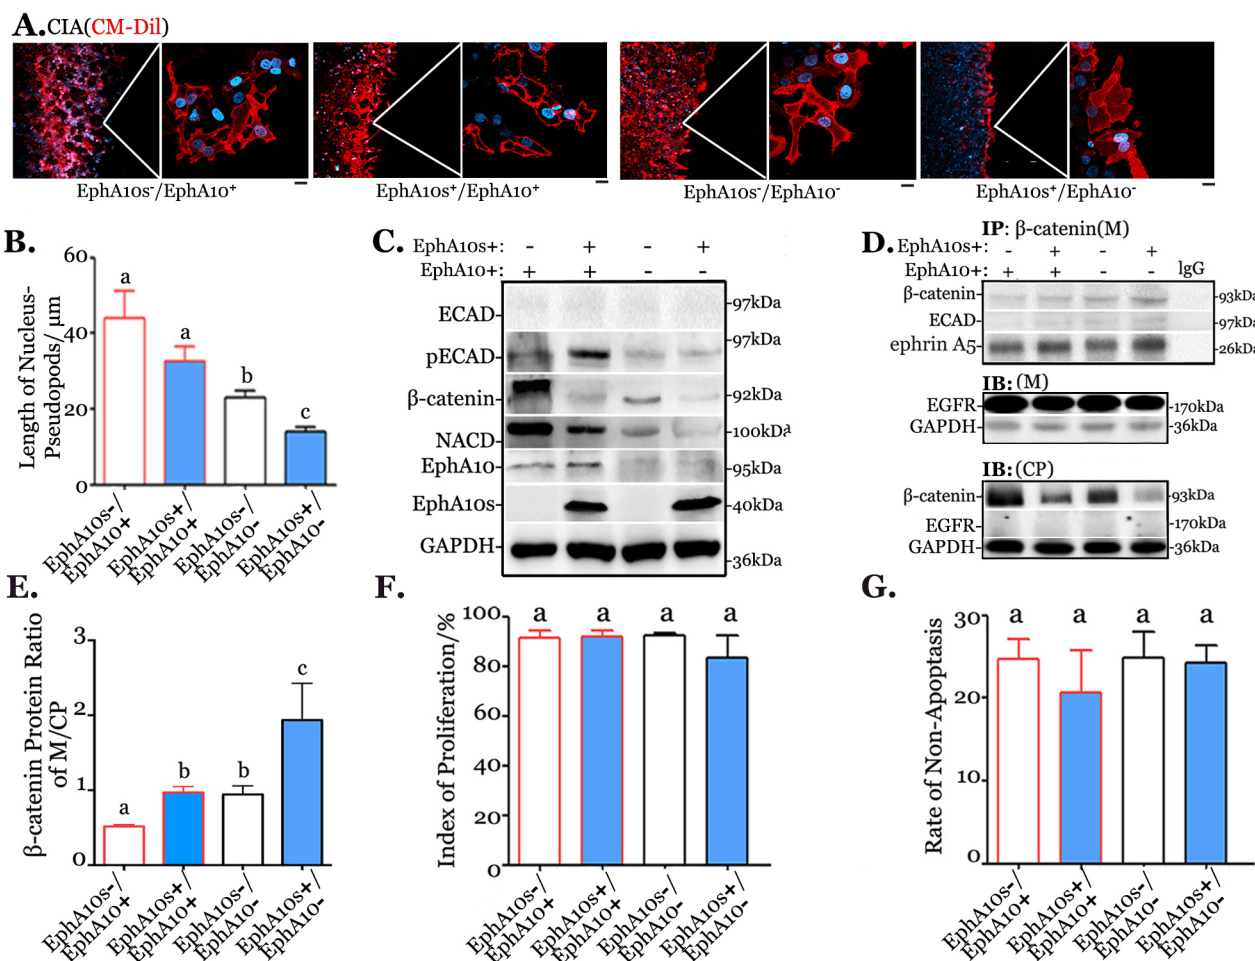 A. CIA(CM-Dil)
EphA10s-/EphA10+
EphA10s+/EphA10+
EphA10s-/EphA10-
EphA10s+/EphA10-
B.
Length of Nucleus-
Pseudopods/ μm
60
40
20
0
a
a
b
c
EphA10s-/
EphA10+
EphA10s+/
EphA10+
EphA10s-/
EphA10-
EphA10s+/
EphA10-
C.
EphA10s+: - + - +
EphA10+: + + - -
ECAD -97kDa
pECAD -97kDa
β-catenin -92kDa
NACD -100kDa
EphA10 -95kDa
EphA10s -40kDa
GAPDH -36kDa
D.
IP: β-catenin(M)
EphA10s+: - + - +
EphA10+: + + - - lgG
β-catenin -93kDa
ECAD -97kDa
ephrin A5 -26kDa
IB: (M)
EGFR -170kDa
GAPDH -36kDa
IB: (CP)
β-catenin -93kDa
EGFR -170kDa
GAPDH -36kDa
E.
β-catenin Protein Ratio
of M/CP
3
2
1
0
a
b
b
c
EphA10s-/
EphA10+
EphA10s+/
EphA10+
EphA10s-/
EphA10-
EphA10s+/
EphA10-
F.
Index of Proliferation/%
100
80
60
40
20
0
a
a
a
a
EphA10s-/
EphA10+
EphA10s+/
EphA10+
EphA10s-/
EphA10-
EphA10s+/
EphA10-
G.
Rate of Non-Apoptasis
30
20
10
0
a
a
a
a
EphA10s-/
EphA10+
EphA10s+/
EphA10+
EphA10s-/
EphA10-
EphA10s+/
EphA10-